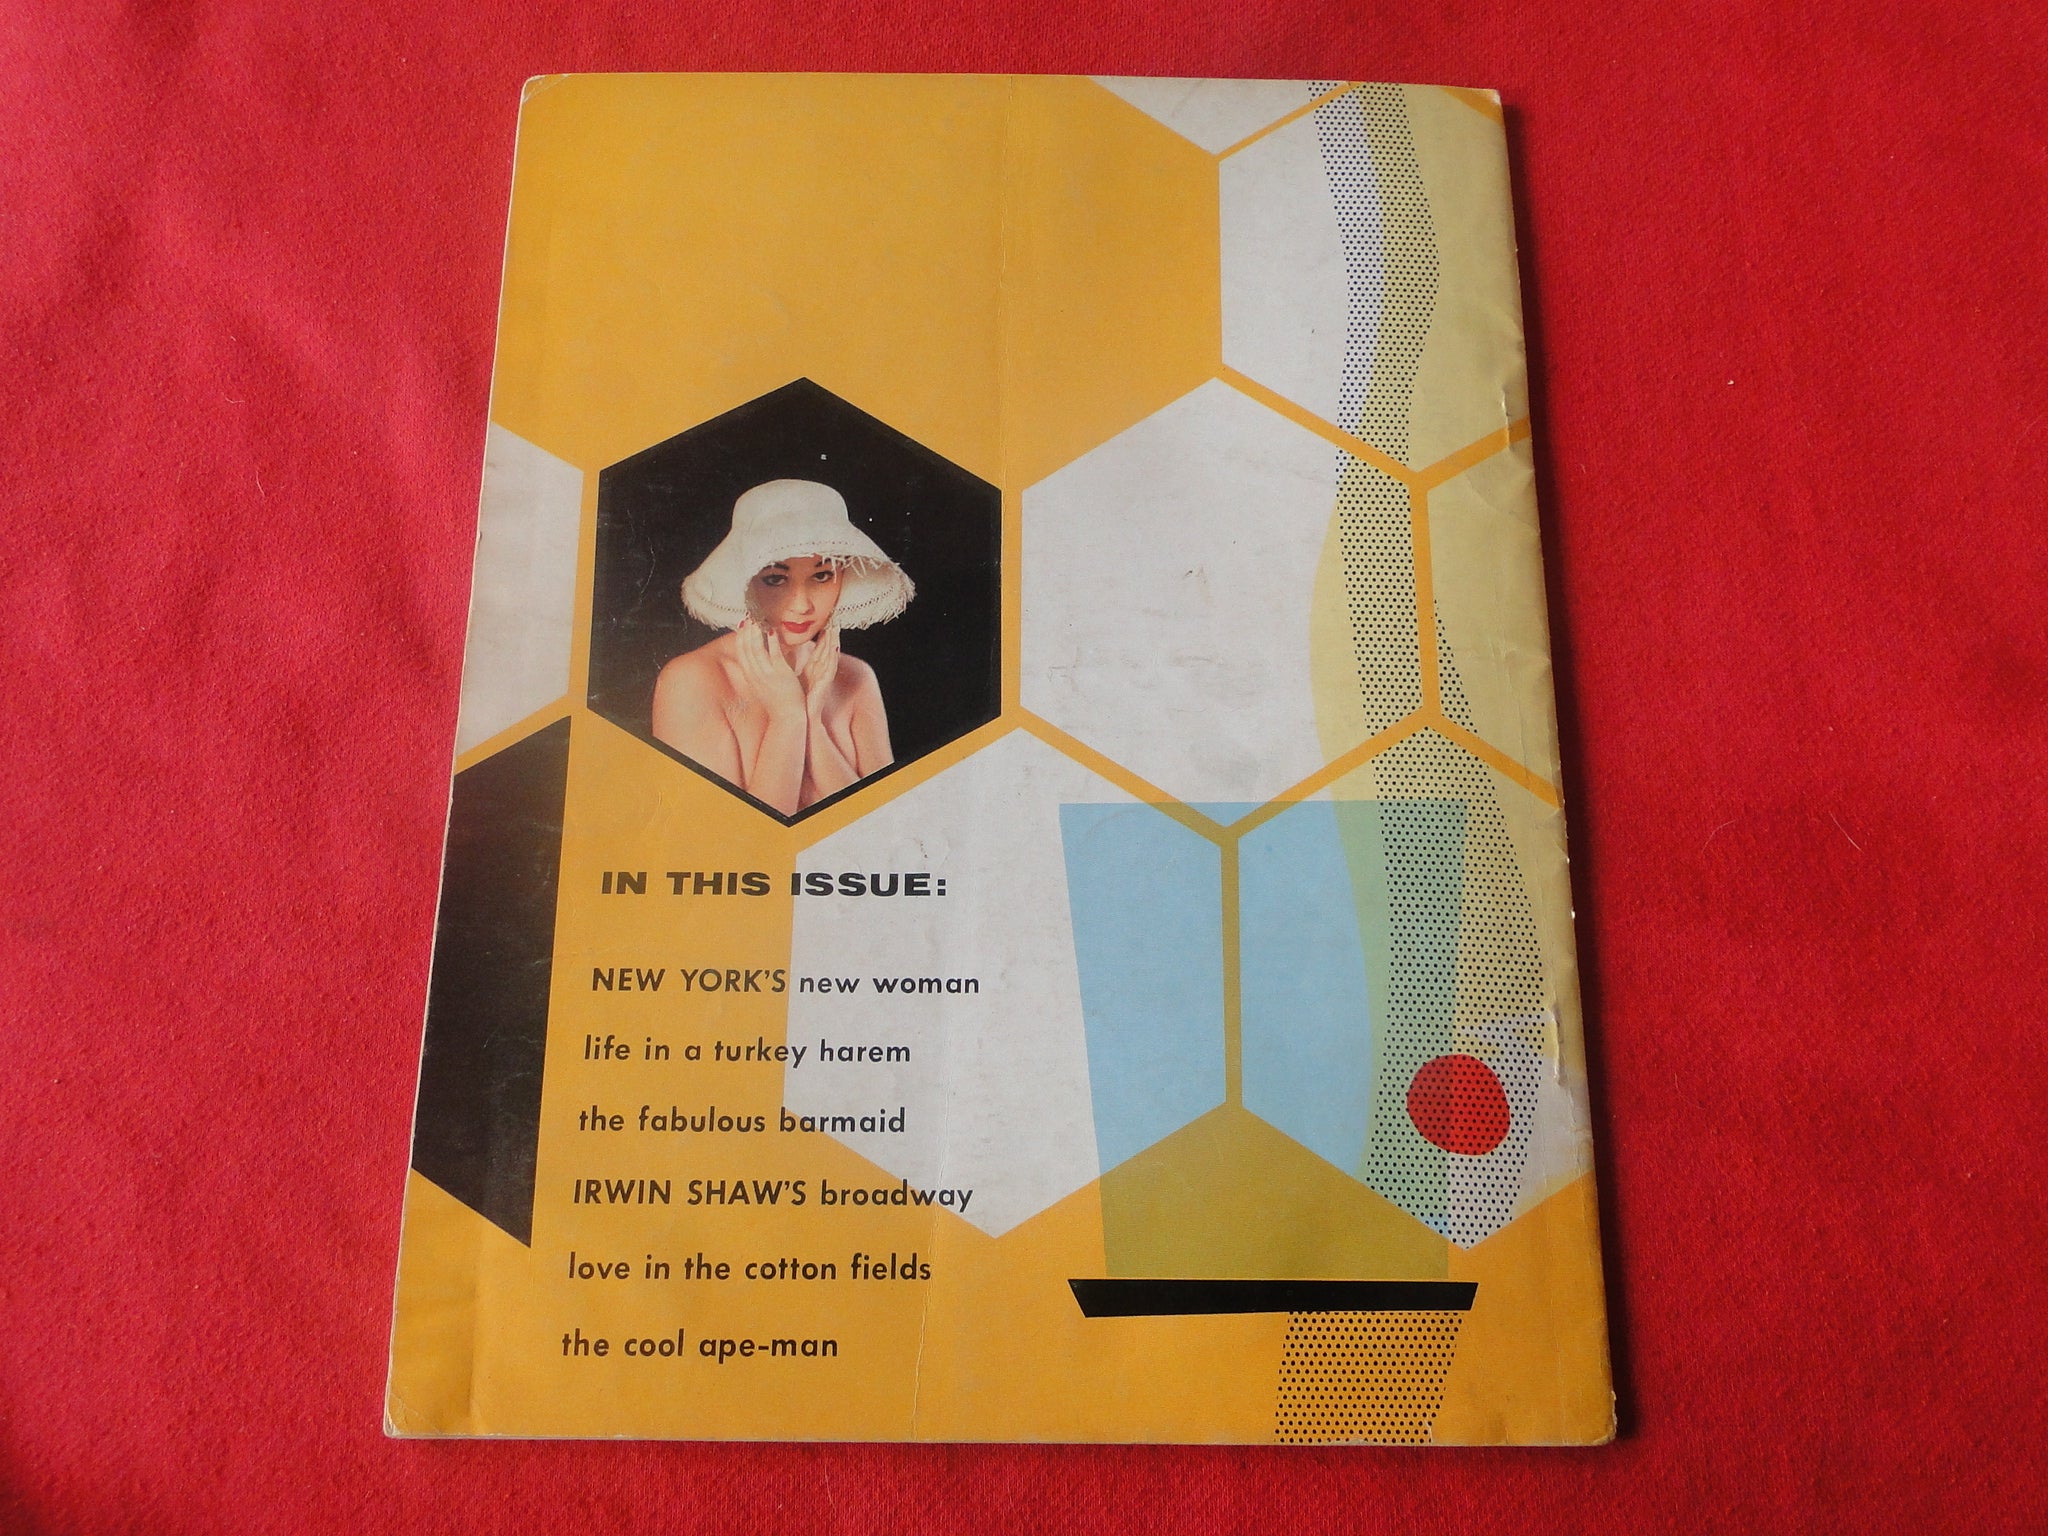 IN THIS ISSUE:
NEW YORK'S new woman
life in a turkey harem
the fabulous barmaid
IRWIN SHAW'S broadway
love in the cotton fields
the cool ape-man